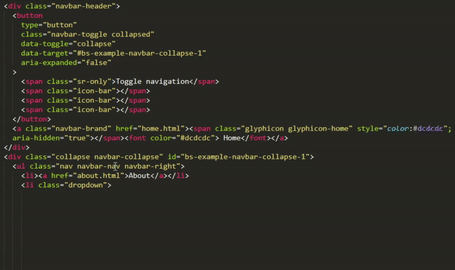 <div class="navbar-header">
<button
type="button"
class="navbar-toggle collapsed"
data-toggle="collapse"
data-target="#bs-example-navbar-collapse-1"
aria-expanded="false"
>
<span class="sr-only">Toggle navigation</span>
<span class="icon-bar"></span>
<span class="icon-bar"></span>
<span class="icon-bar"></span>
</button>
<a class="navbar-brand" href="home.html"><span class="glyphicon glyphicon-home" style="color:#dcdcdc";
aria-hidden="true"></span><font color="#dcdcdc"> Home</font></a>
</div>
<div class="collapse navbar-collapse" id="bs-example-navbar-collapse-1">
<ul class="nav navbar-nav navbar-right">
<li><a href="about.html">About</a></li>
<li class="dropdown">